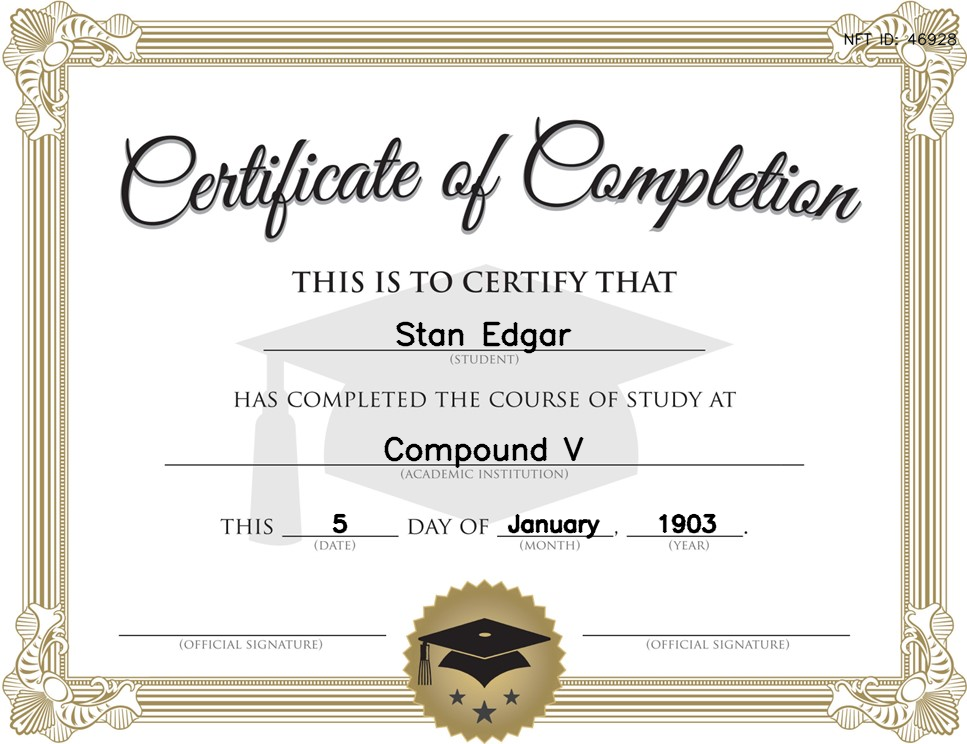 NFT ID: 46928
Certificate of Completion
THIS IS TO CERTIFY THAT
Stan Edgar
(STUDENT)
HAS COMPLETED THE COURSE OF STUDY AT
Compound V
(ACADEMIC INSTITUTION)
THIS 5 DAY OF January, 1903.
(DATE) (MONTH) (YEAR)
(OFFICIAL SIGNATURE) (OFFICIAL SIGNATURE)